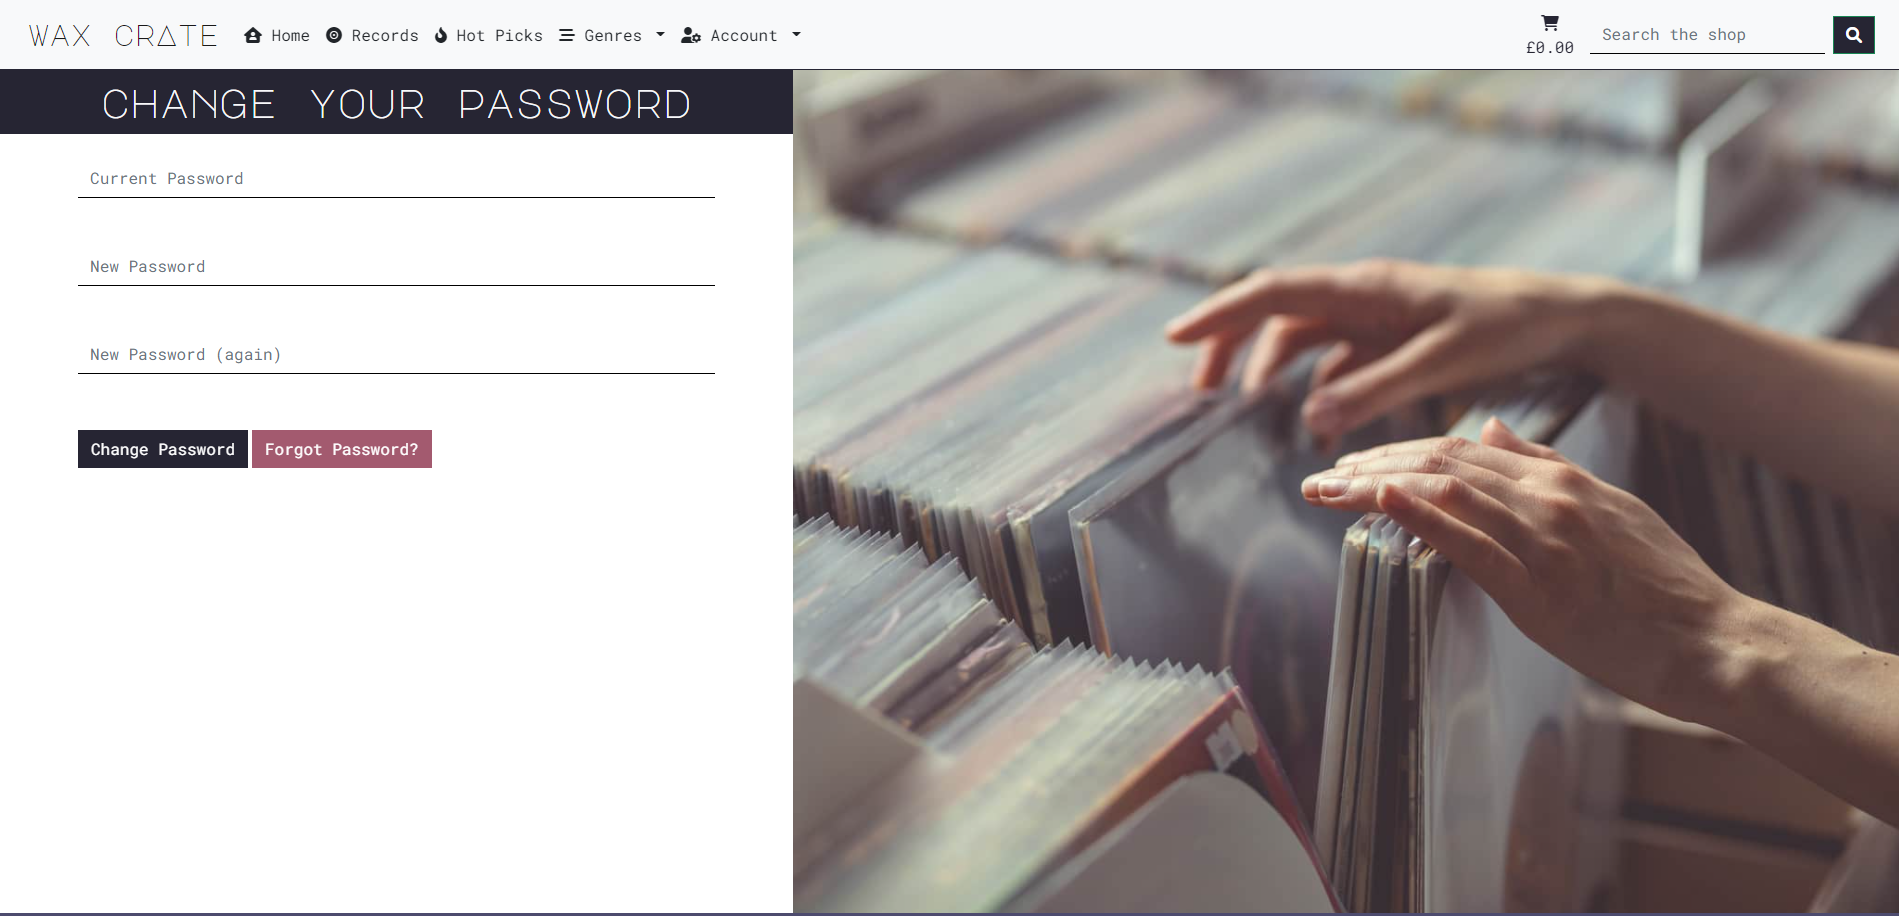 WAX CRATE Home Records Hot Picks Genres Account £0.00 Search the shop
CHANGE YOUR PASSWORD
Current Password
New Password
New Password (again)
Change Password Forgot Password?